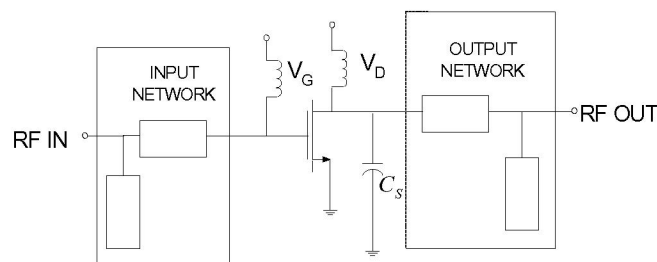 INPUT
NETWORK
V_G
V_D
OUTPUT
NETWORK
RF IN
RF OUT
C_S